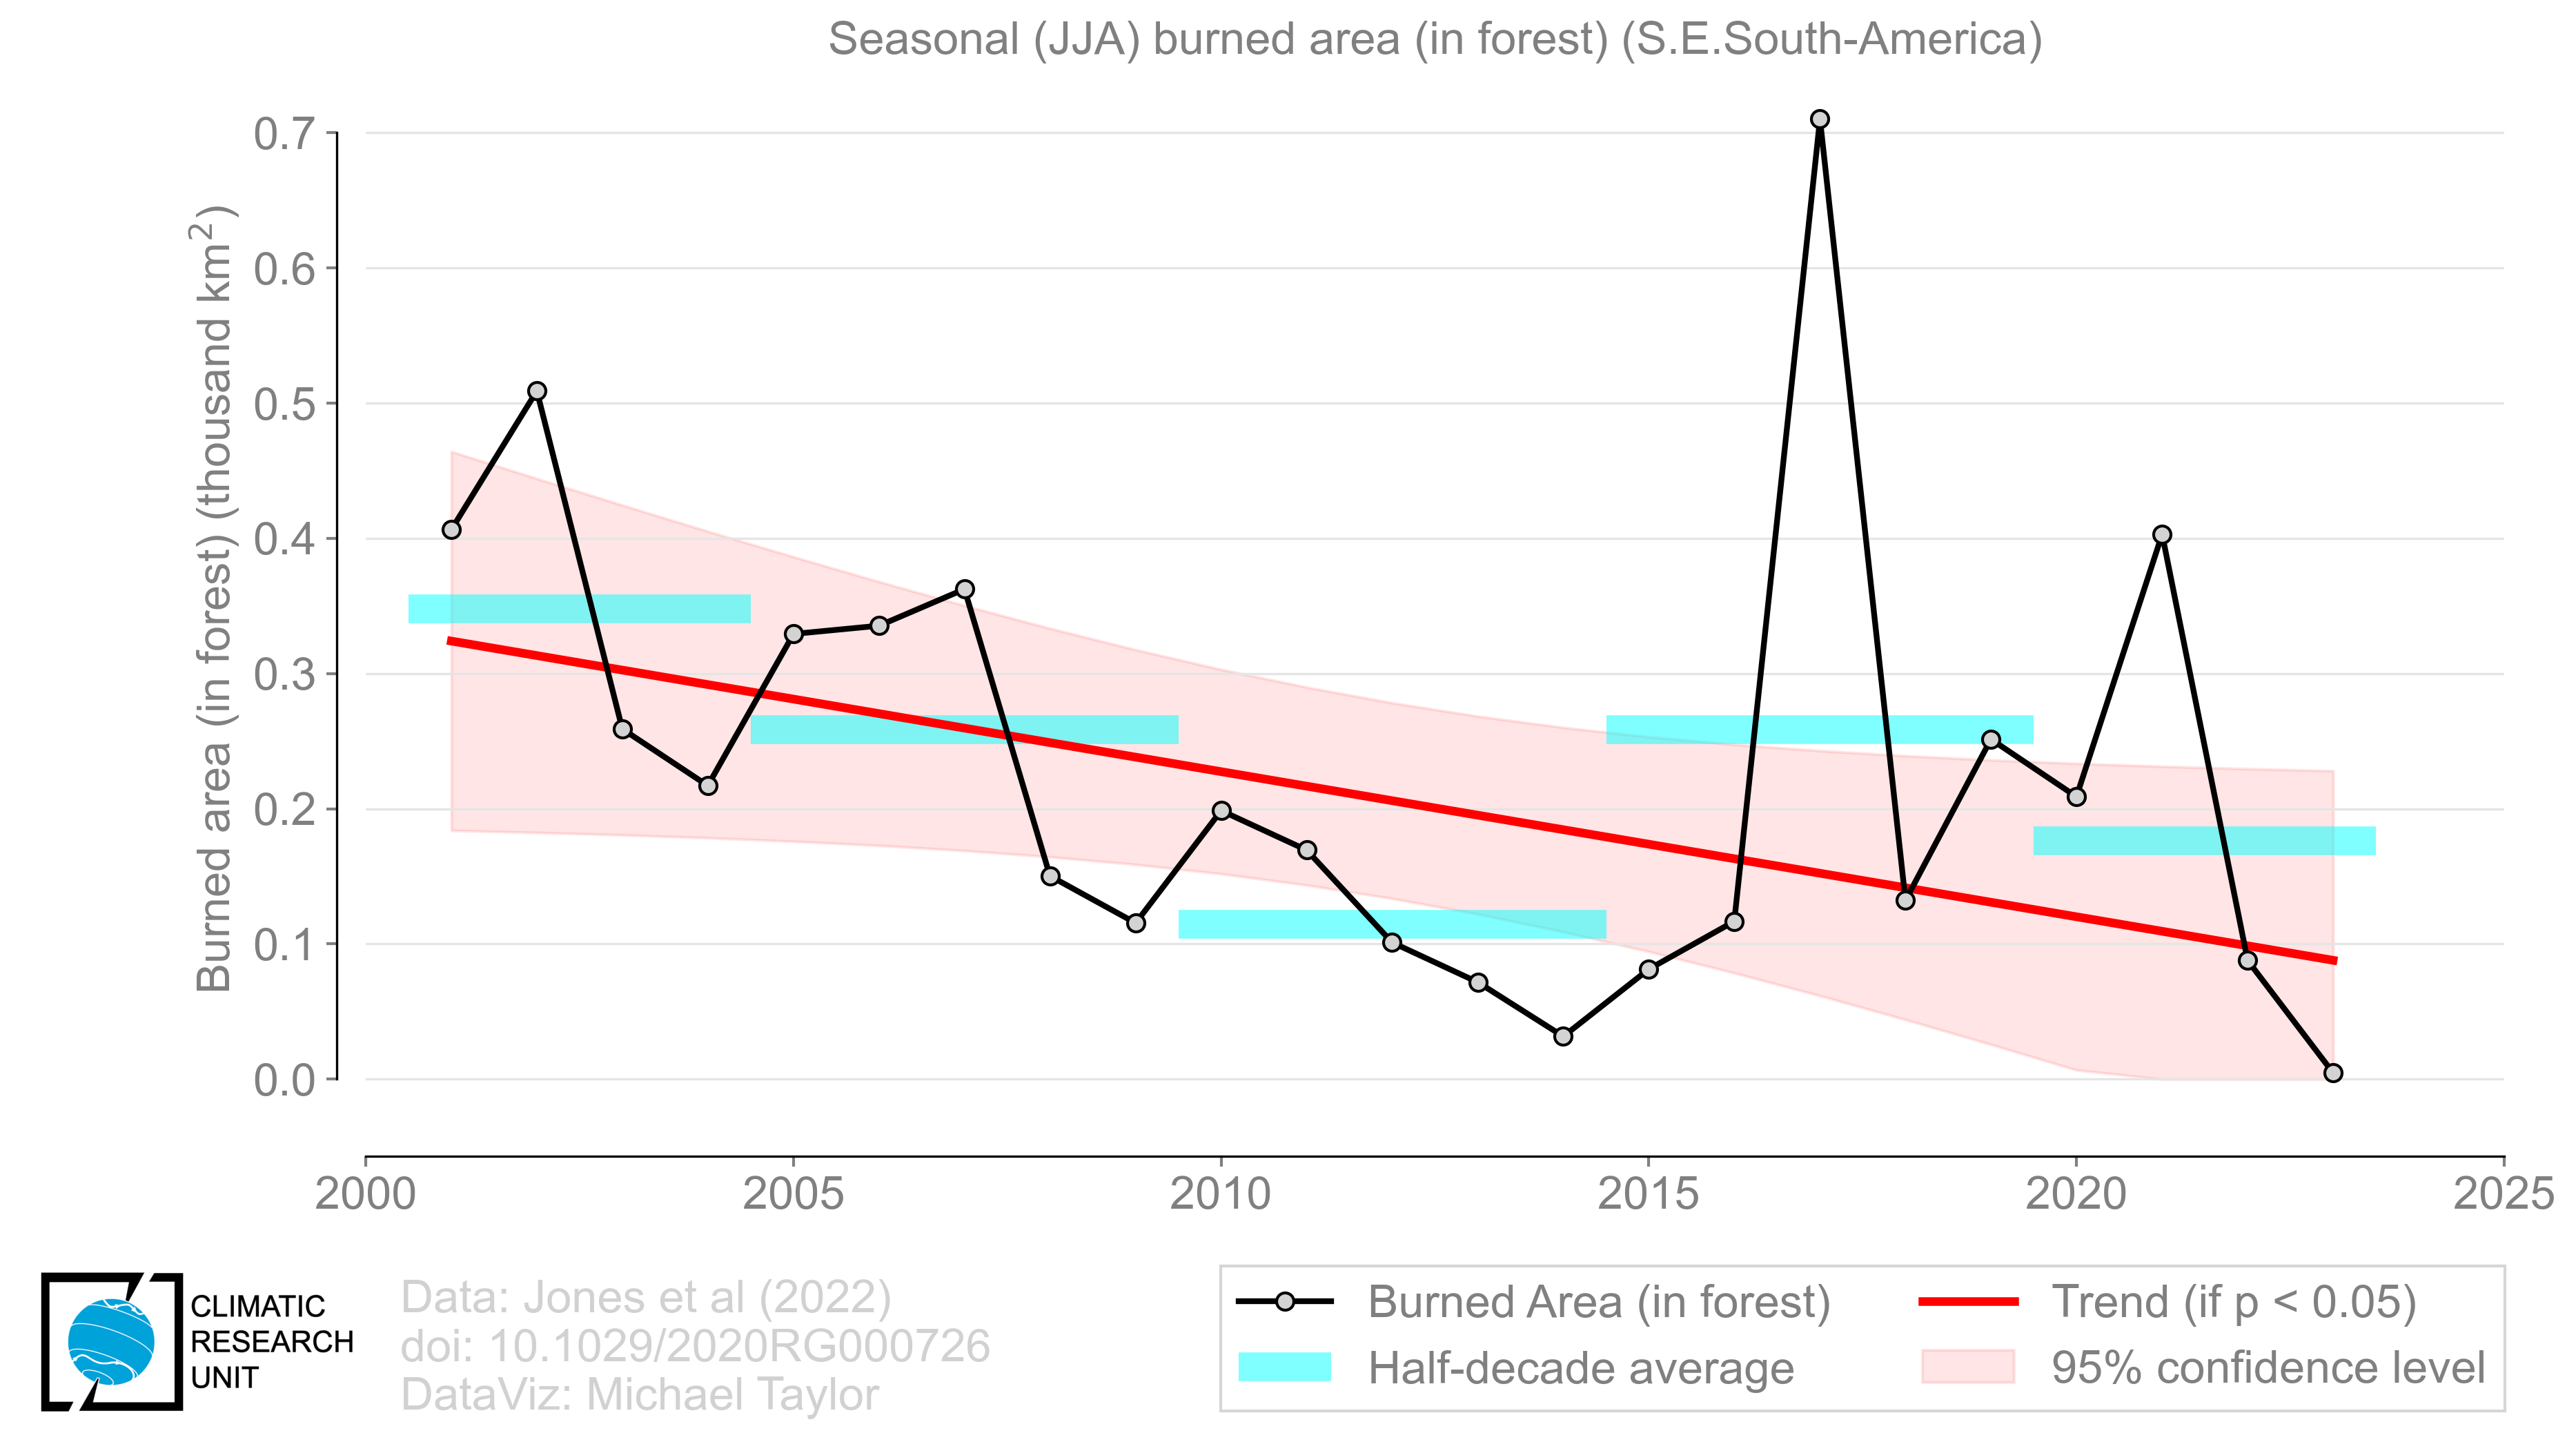 Seasonal (JJA) burned area (in forest) (S.E.South-America)
Burned area (in forest) (thousand km²)
0.7
0.6
0.5
0.4
0.3
0.2
0.1
0.0
2000 2005 2010 2015 2020 2025
CLIMATIC
RESEARCH
UNIT
Data: Jones et al (2022)
doi: 10.1029/2020RG000726
DataViz: Michael Taylor
Burned Area (in forest)
Half-decade average
Trend (if p < 0.05)
95% confidence level